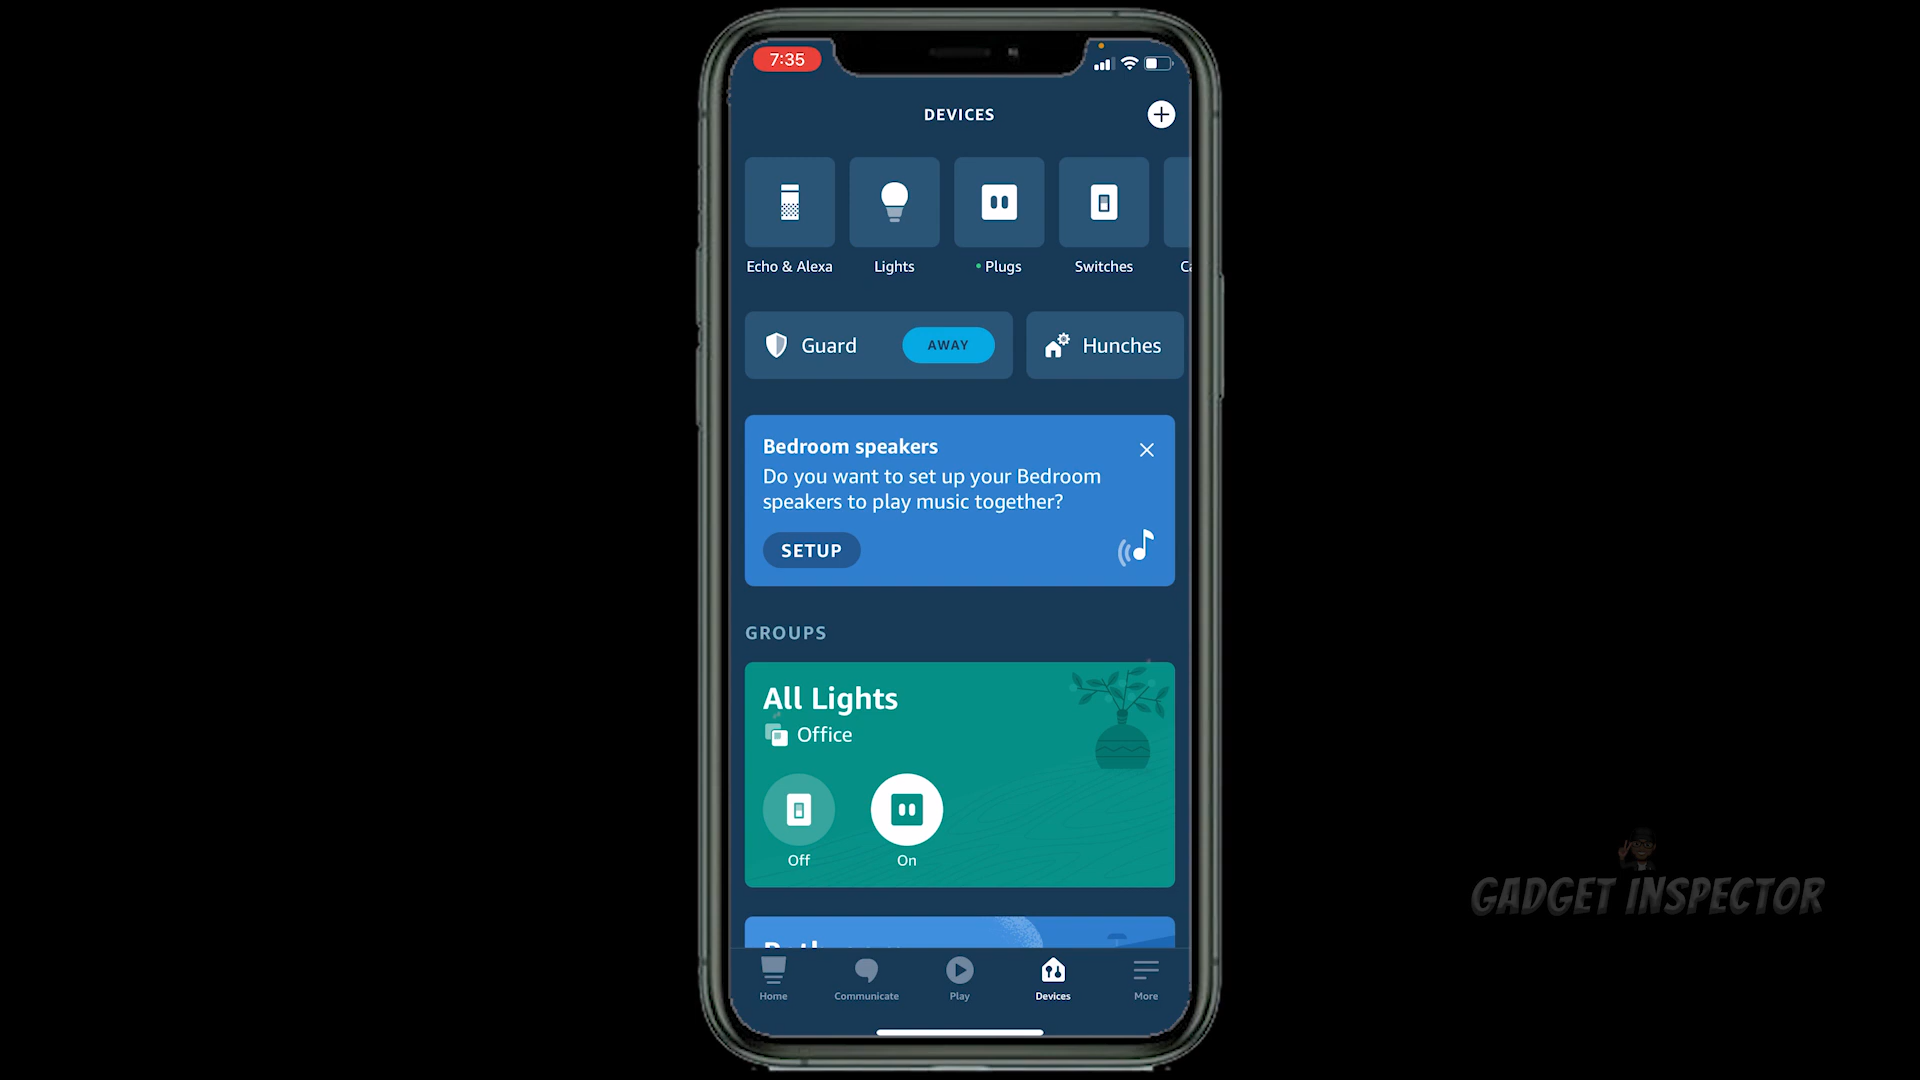 7:35
DEVICES
Echo & Alexa
Lights
Plugs
Switches
Guard
AWAY
Hunches
Bedroom speakers
Do you want to set up your Bedroom
speakers to play music together?
SETUP
GROUPS
All Lights
Office
Off
On
GADGET INSPECTOR
Home
Communicate
Play
Devices
More